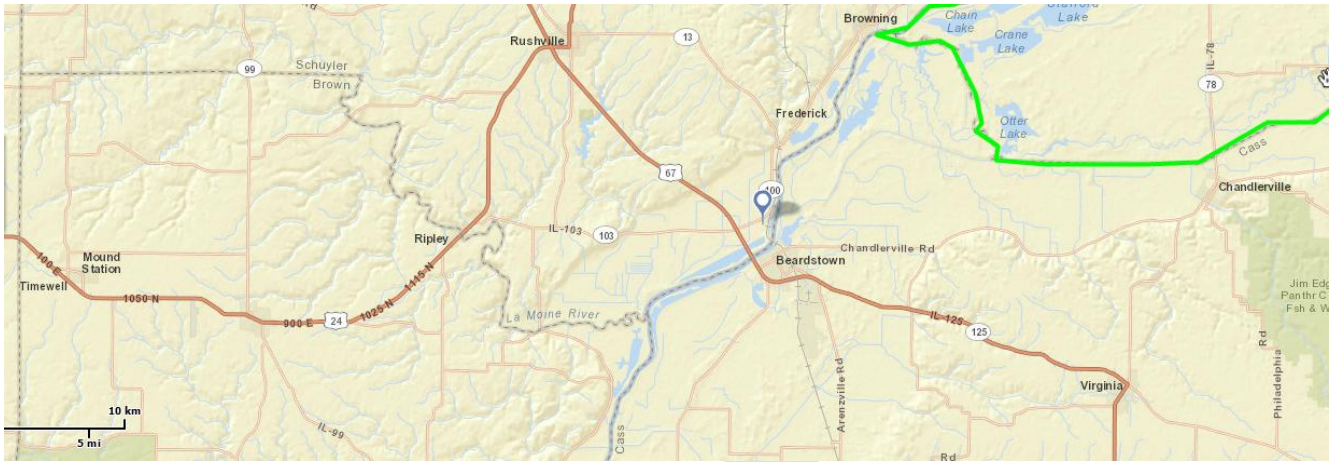 Browning
Chain
Lake
Stafford
Lake
Crane
Lake
Rushville
13
IL-78
78
99
Schuyler
Brown
Frederick
Otter
Lake
67
Cass
100
Chandlerville
Ripley
IL-103
103
Chandlerville Rd
Beardstown
Mound
Station
Timewell
100 E
1050 N
900 E
24
1025 N
1115 N
La Moine River
IL-125
125
Jim Edg
Panthr C
Fsh & W
Virginia
Arenzville Rd
Philadelphia
Rd
10 km
5 mi
IL-99
Cass
Rd